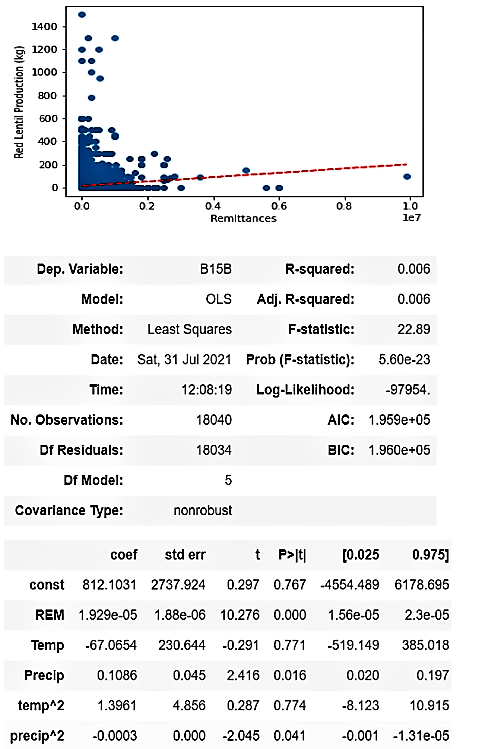 1400
1200
1000
800
600
400
200
0
Red Lentil Production (kg)
0.0 0.2 0.4 0.6 0.8 1.0
Remittances 1e7
Dep. Variable: B15B R-squared: 0.006
Model: OLS Adj. R-squared: 0.006
Method: Least Squares F-statistic: 22.89
Date: Sat, 31 Jul 2021 Prob (F-statistic): 5.60e-23
Time: 12:08:19 Log-Likelihood: -97954.
No. Observations: 18040 AIC: 1.959e+05
Df Residuals: 18034 BIC: 1.960e+05
Df Model: 5
Covariance Type: nonrobust
coef std err t P>|t| [0.025 0.975]
const 812.1031 2737.924 0.297 0.767 -4554.489 6178.695
REM 1.929e-05 1.88e-06 10.276 0.000 1.56e-05 2.3e-05
Temp -67.0654 230.644 -0.291 0.771 -519.149 385.018
Precip 0.1086 0.045 2.416 0.016 0.020 0.197
temp^2 1.3961 4.856 0.287 0.774 -8.123 10.915
precip^2 -0.0003 0.000 -2.045 0.041 -0.001 -1.31e-05